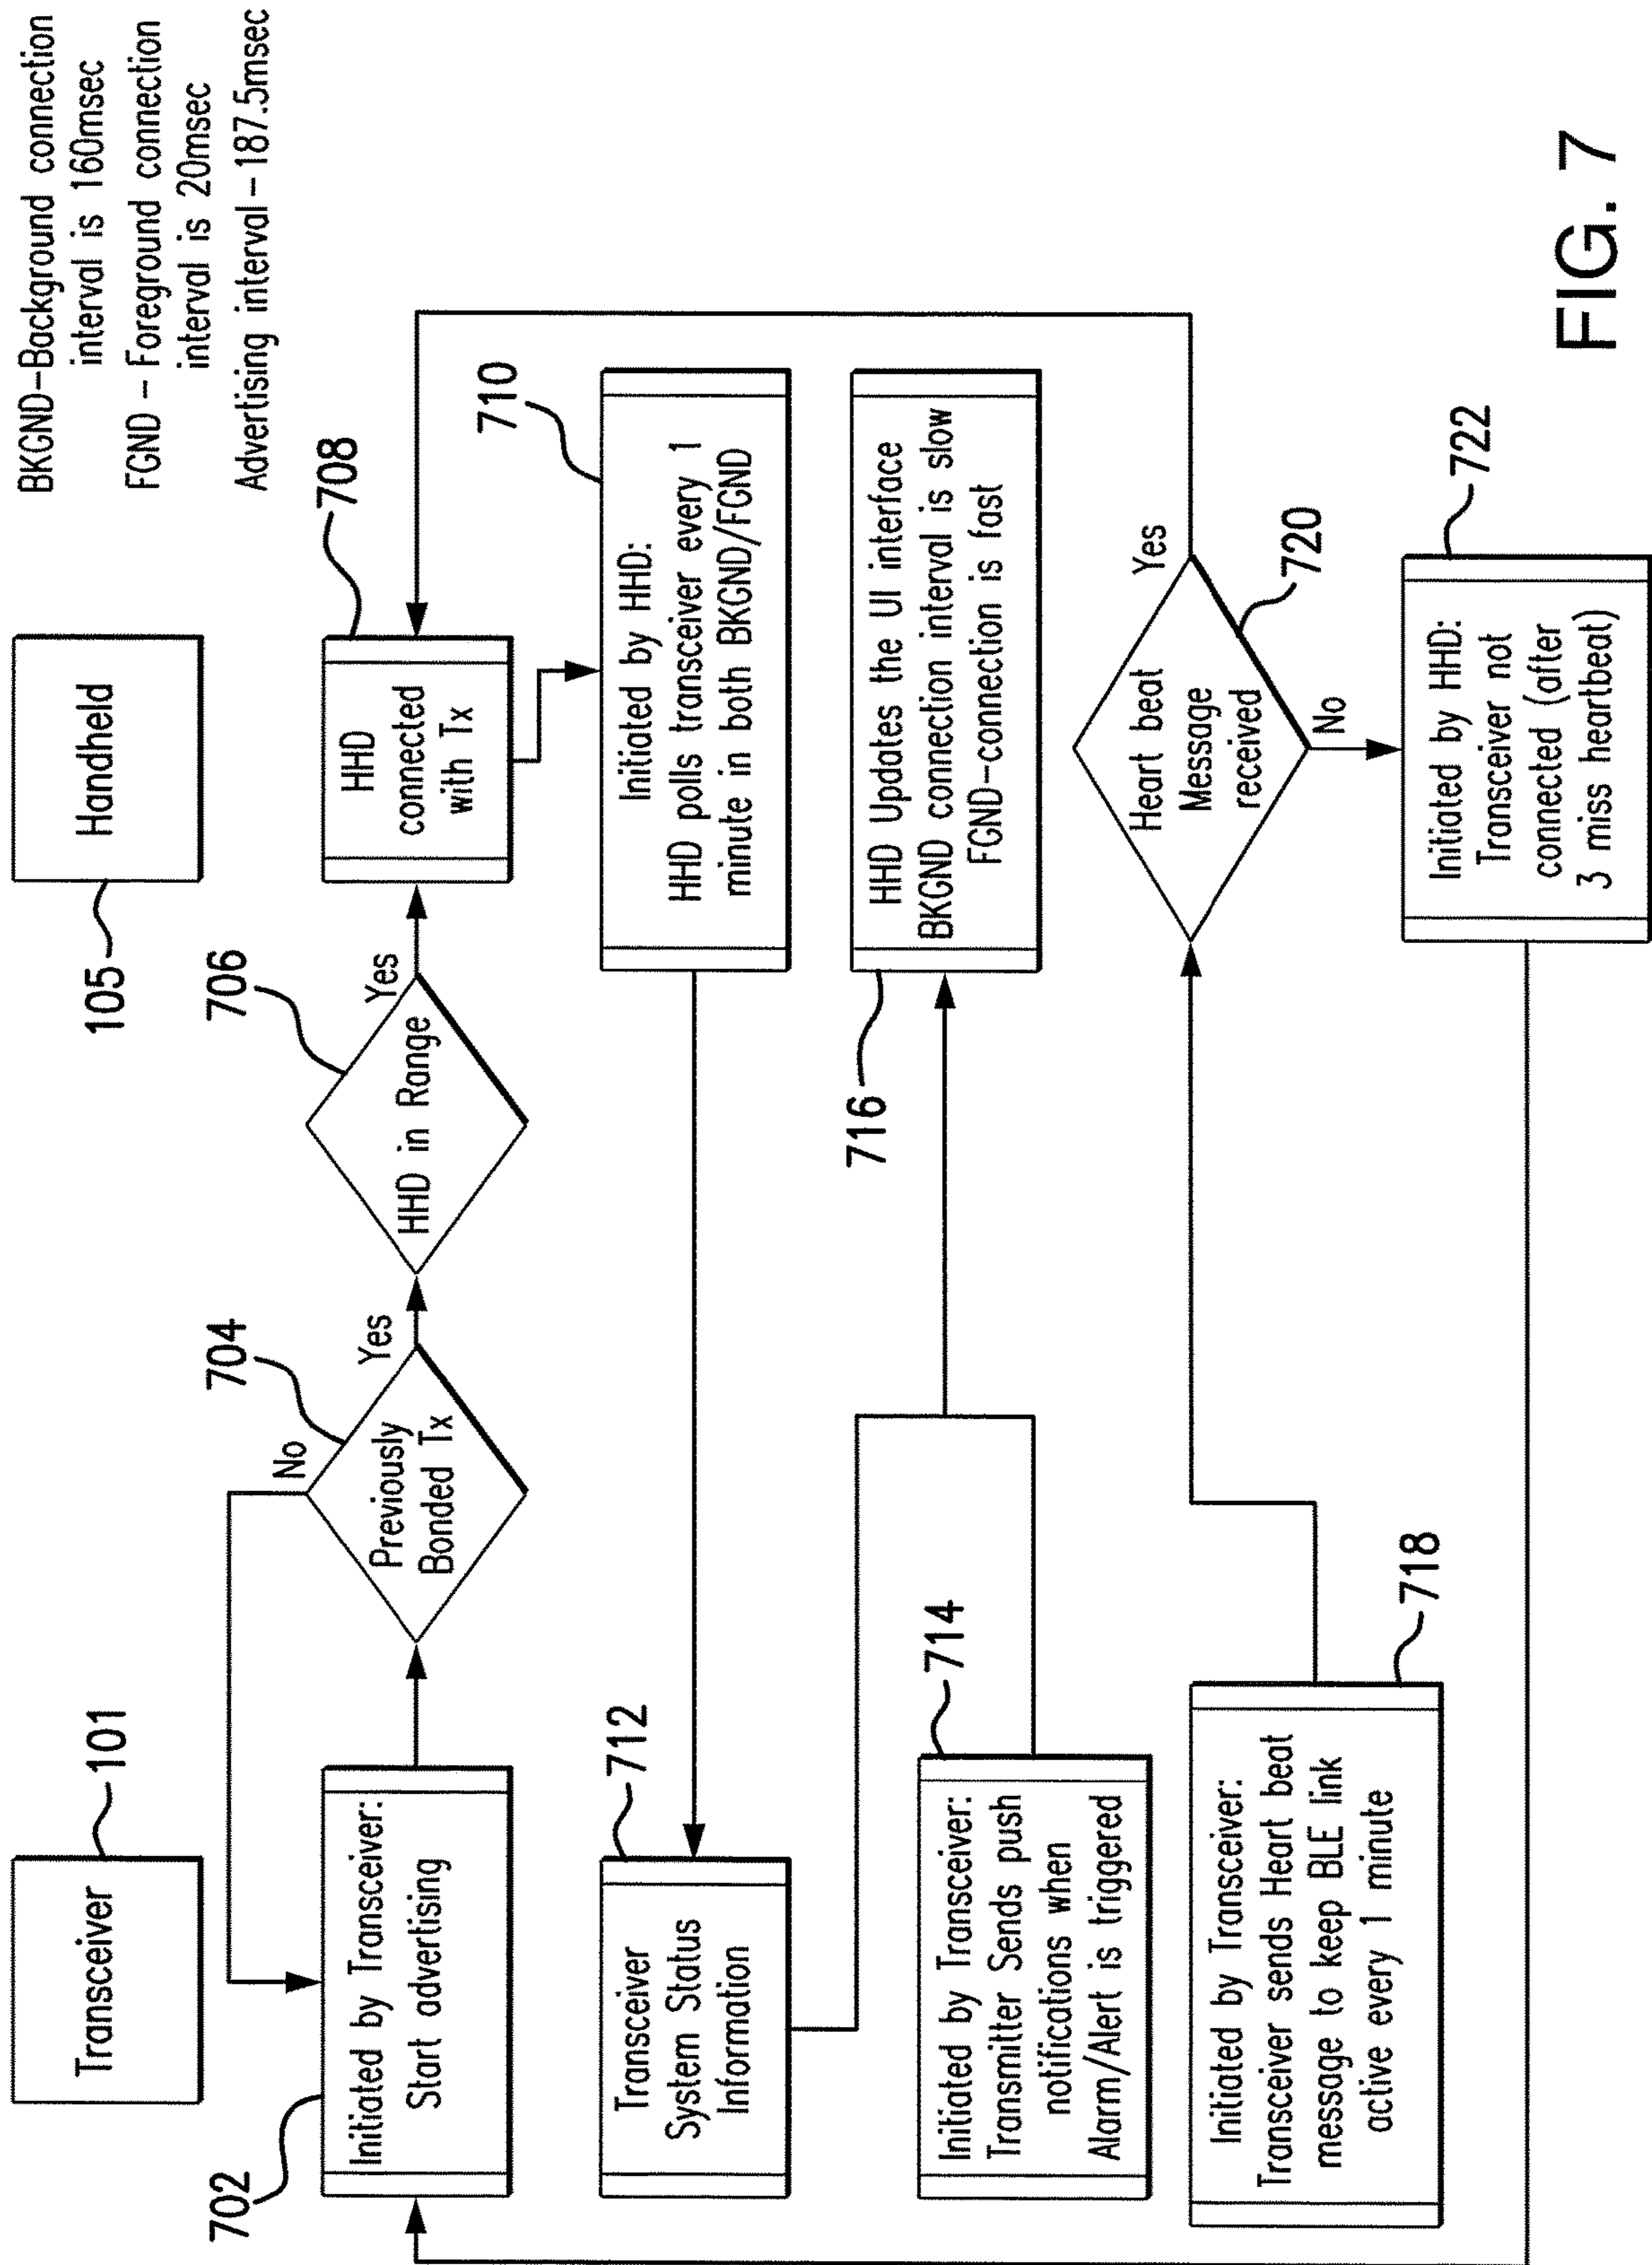 BKGND-Background connection
interval is 160msec
FGND - Foreground connection
interval is 20msec
Advertising interval - 187.5msec
Transceiver
101
Handheld
105
702
Initiated by Transceiver:
Start advertising
No
704
Previously
Bonded Tx
Yes
706
HHD in Range
Yes
708
HHD
connected
with Tx
710
Initiated by HHD:
HHD polls transceiver every 1
minute in both BKGND/FGND
712
Transceiver
System Status
Information
714
Initiated by Transceiver:
Transmitter Sends push
notifications when
Alarm/Alert is triggered
716
HHD Updates the UI interface
BKGND connection interval is slow
FGND-connection is fast
718
Initiated by Transceiver:
Transceiver sends Heart beat
message to keep BLE link
active every 1 minute
Heart beat
Message
received
Yes
720
No
722
Initiated by HHD:
Transceiver not
connected (after
3 miss heartbeat)
FIG. 7